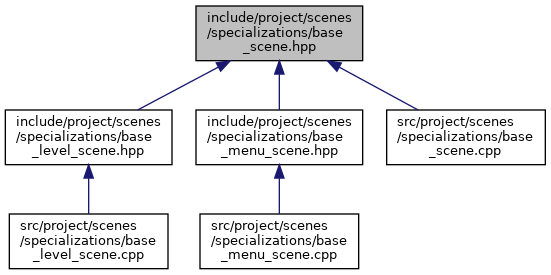 include/project/scenes
/specializations/base
_scene.hpp
include/project/scenes
/specializations/base
_level_scene.hpp
include/project/scenes
/specializations/base
_menu_scene.hpp
src/project/scenes
/specializations/base
_scene.cpp
src/project/scenes
/specializations/base
_level_scene.cpp
src/project/scenes
/specializations/base
_menu_scene.cpp